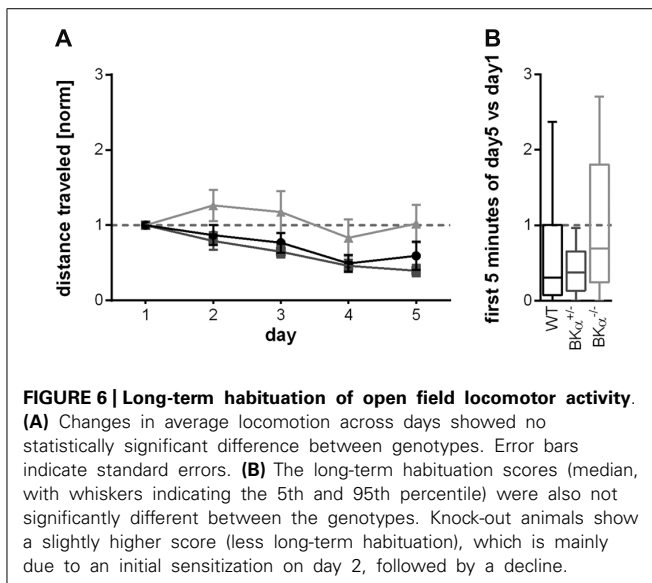 A
B
distance traveled [norm]
3
2
1
0
1 2 3 4 5
day
first 5 minutes of day5 vs day1
3
2
1
0
WT
BKα+/-
BKα-/-
FIGURE 6 | Long-term habituation of open field locomotor activity.
(A) Changes in average locomotion across days showed no
statistically significant difference between genotypes. Error bars
indicate standard errors. (B) The long-term habituation scores (median,
with whiskers indicating the 5th and 95th percentile) were also not
significantly different between the genotypes. Knock-out animals show
a slightly higher score (less long-term habituation), which is mainly
due to an initial sensitization on day 2, followed by a decline.